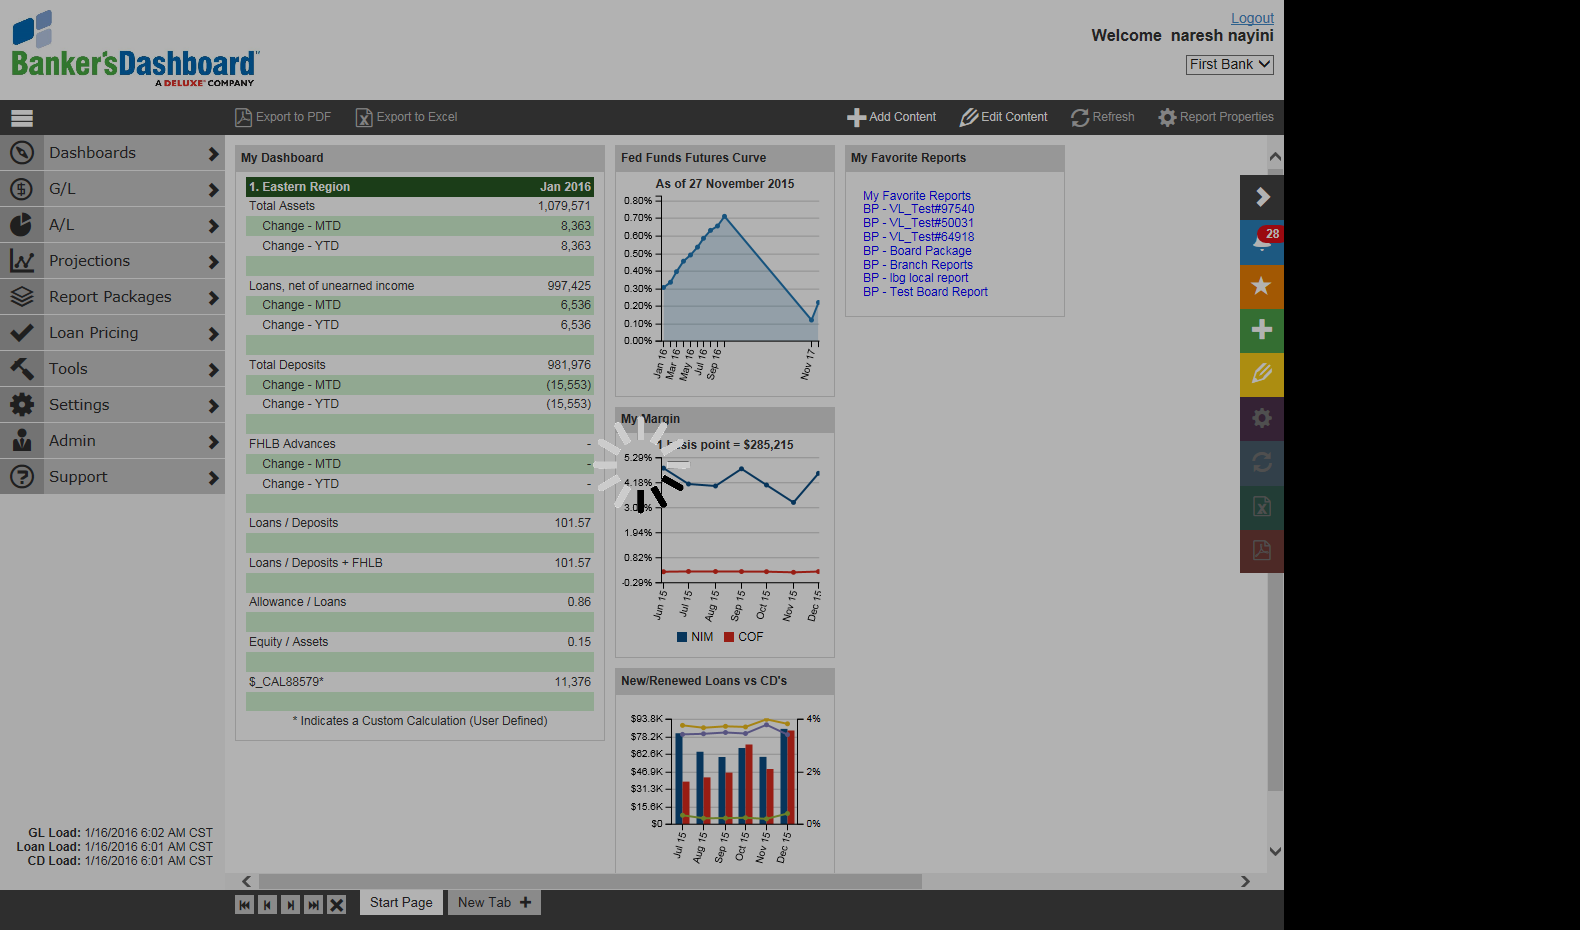 Logout
Welcome naresh nayini
First Bank
Banker'sDashboard
A DELUXE COMPANY
Export to PDF
Export to Excel
Add Content
Edit Content
Refresh
Report Properties
Dashboards
G/L
A/L
Projections
Report Packages
Loan Pricing
Tools
Settings
Admin
Support
GL Load: 1/16/2016 6:02 AM CST
Loan Load: 1/16/2016 6:01 AM CST
CD Load: 1/16/2016 6:01 AM CST
My Dashboard
1. Eastern Region Jan 2016
Total Assets 1,079,571
Change - MTD 8,363
Change - YTD 8,363
Loans, net of unearned income 997,425
Change - MTD 6,536
Change - YTD 6,536
Total Deposits 981,976
Change - MTD (15,553)
Change - YTD (15,553)
FHLB Advances -
Change - MTD -
Change - YTD -
Loans / Deposits 101.57
Loans / Deposits + FHLB 101.57
Allowance / Loans 0.86
Equity / Assets 0.15
$_CAL88579* 11,376
* Indicates a Custom Calculation (User Defined)
Fed Funds Futures Curve
As of 27 November 2015
0.80%
0.70%
0.60%
0.50%
0.40%
0.30%
0.20%
0.10%
0.00%
Jan 16
Mar 16
May 16
Jul 16
Sep 16
Nov 17
My Margin
1 basis point = $285,215
5.29%
4.18%
1.94%
0.82%
-0.29%
Jun 15
Jul 15
Aug 15
Sep 15
Oct 15
Nov 15
Dec 15
NIM COF
New/Renewed Loans vs CD's
$93.8K
$78.2K
$62.6K
$46.9K
$31.3K
$15.6K
$0
4%
2%
0%
Jul 15
Aug 15
Sep 15
Oct 15
Nov 15
Dec 15
My Favorite Reports
My Favorite Reports
BP - VL_Test#97540
BP - VL_Test#50031
BP - VL_Test#64918
BP - Board Package
BP - Branch Reports
BP - lbg local report
BP - Test Board Report
28
Start Page
New Tab